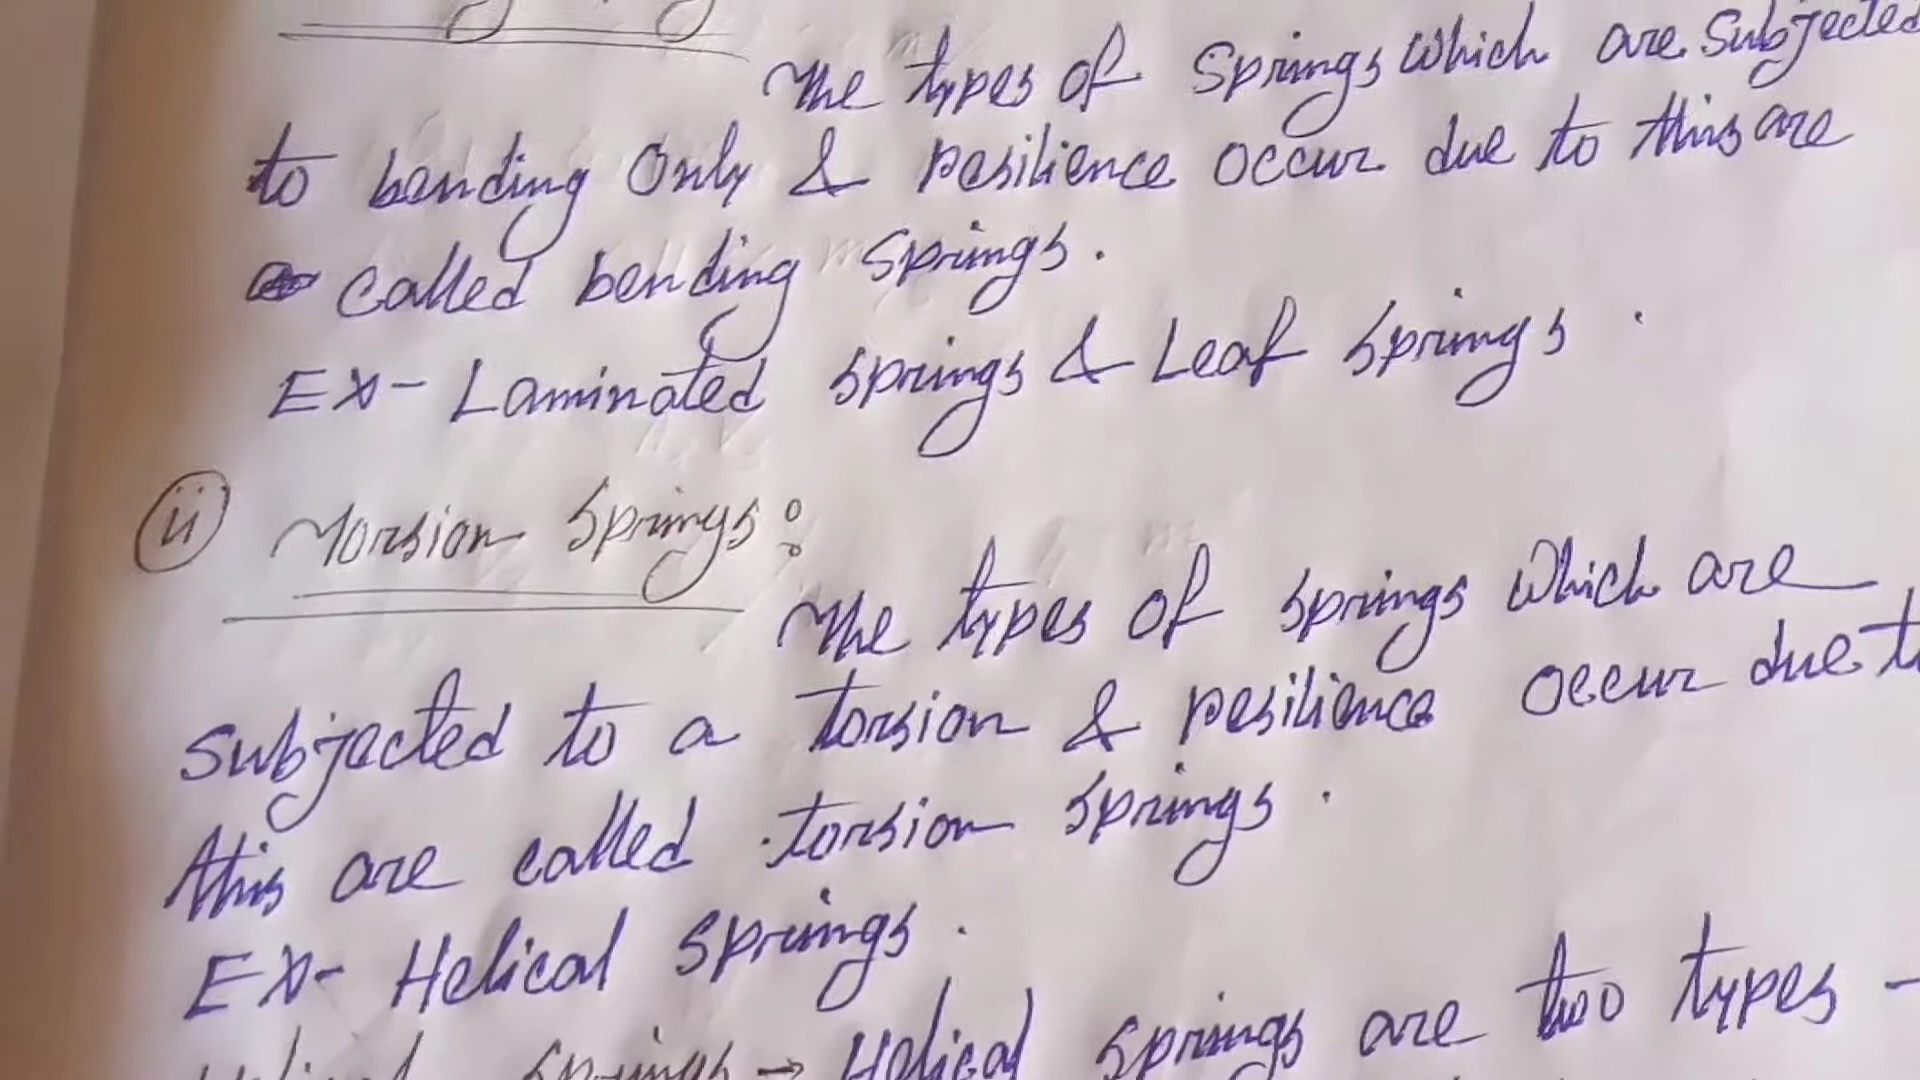 The types of Springs which are Subjected
to bending Only & resilience occur due to this are
called bending Springs.
EX- Laminated springs & Leaf springs.
ii Torsion Springs:
The types of springs which are
Subjected to a torsion & resilience occur due t
this are called torsion springs.
EX- Helical springs.
springs → Helical springs are two types -